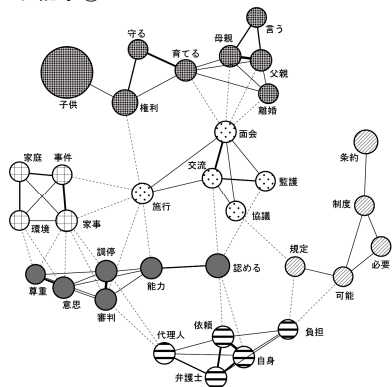 言う
守る
母親
育てる
父親
子供
権利
離婚
面会
条約
家庭
事件
交流
監護
施行
制度
環境
家事
協議
調停
規定
必要
尊重
意思
能力
認める
可能
審判
依頼
負担
代理人
自身
弁護士